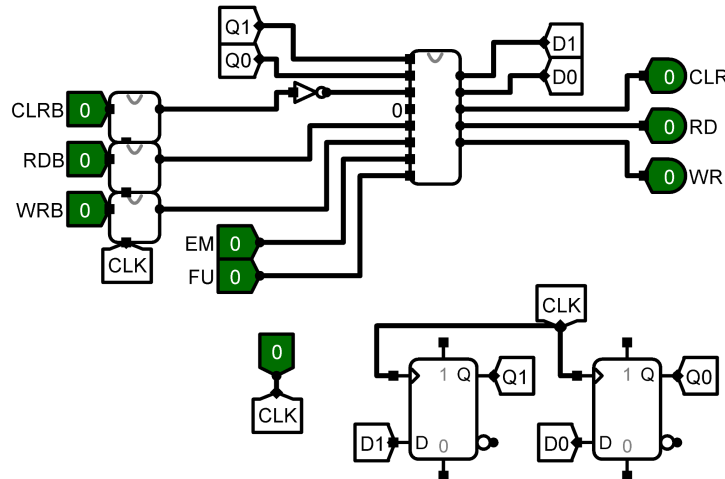 Q1
Q0
D1
D0
CLRB 0
0
0 CLR
RDB 0
0 RD
WRB 0
0 WR
CLK
EM 0
FU 0
0
CLK
CLK
1 Q
Q1
1 Q
Q0
D1
D 0
D0
D 0